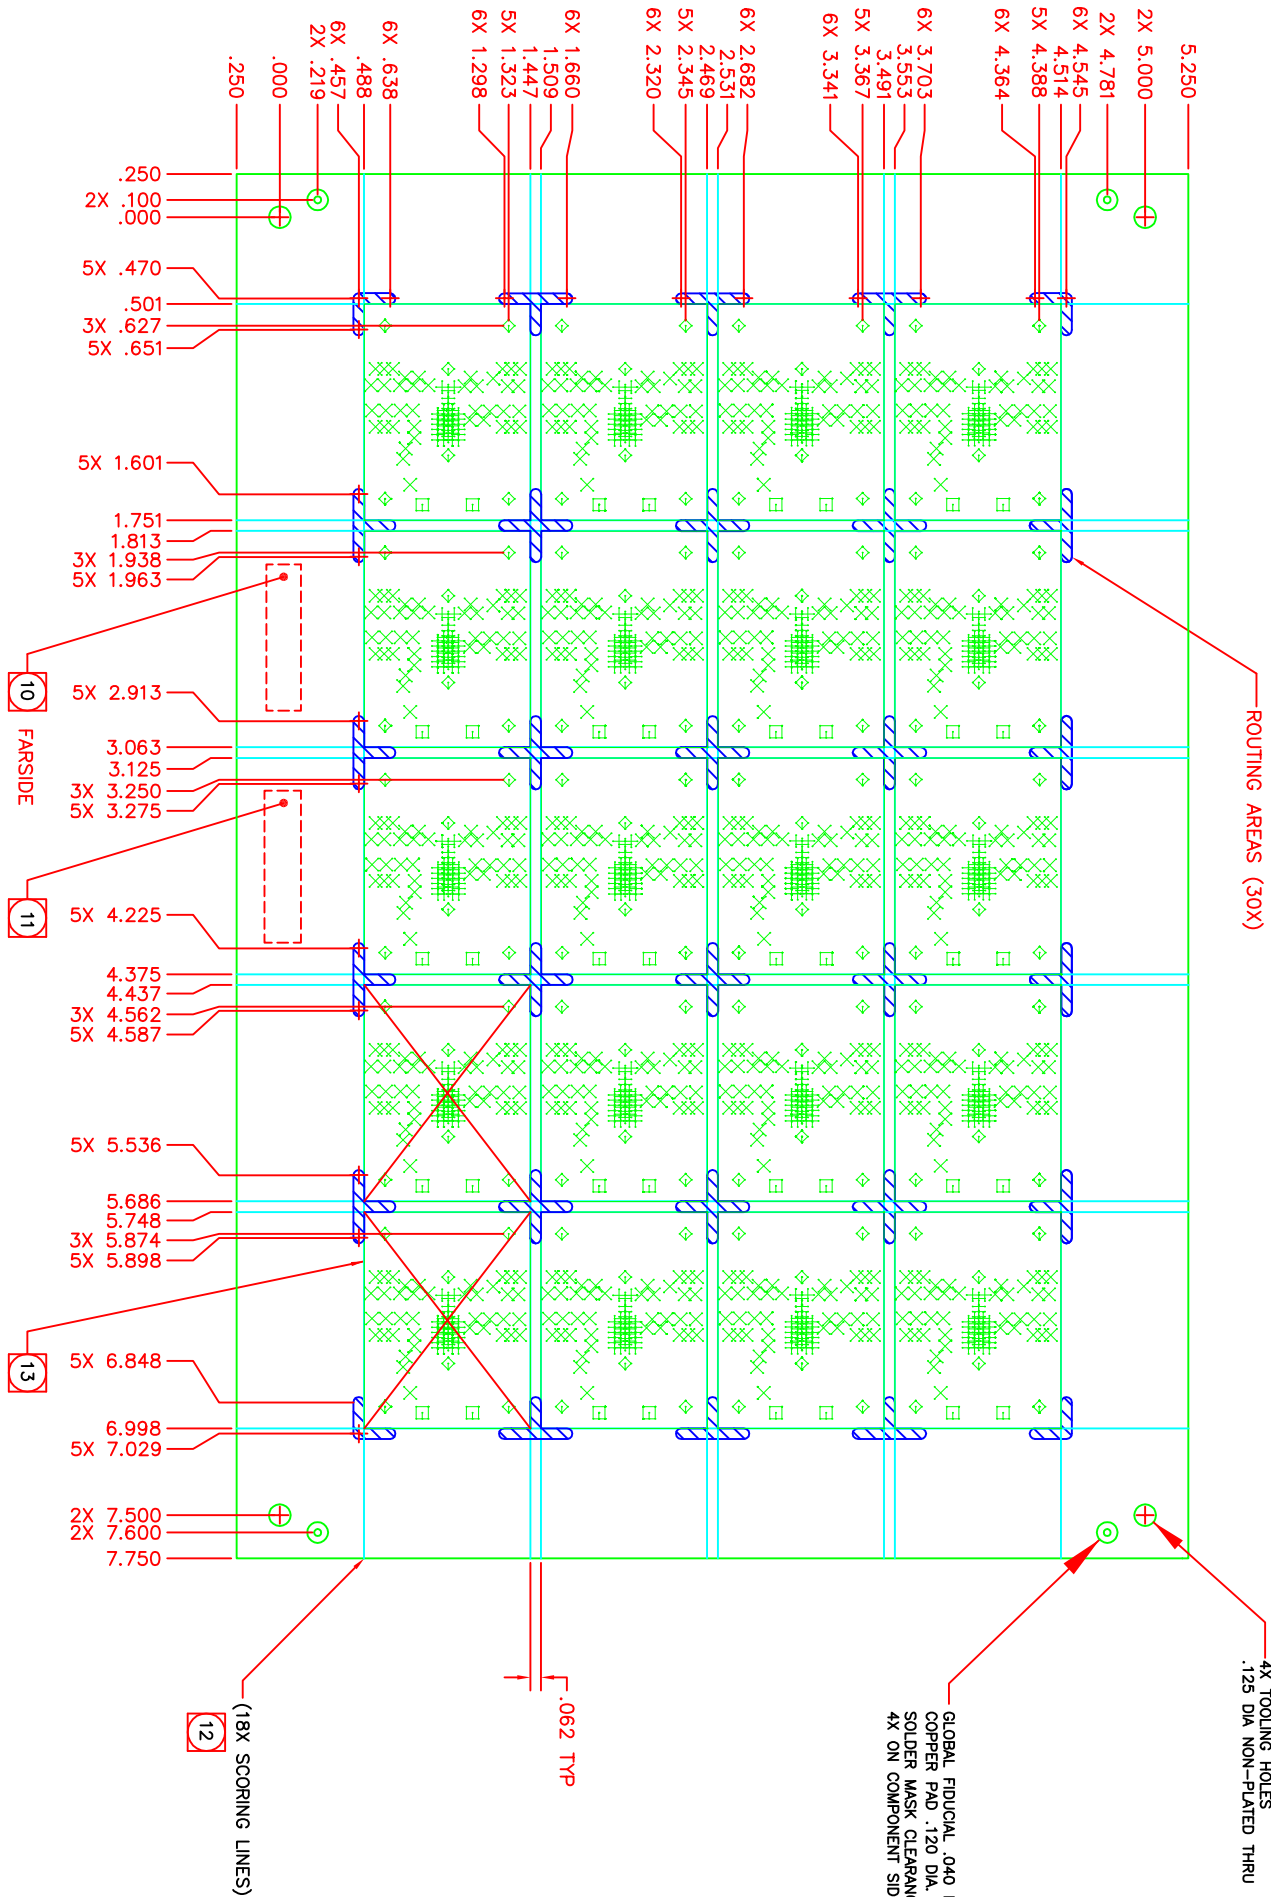 5.250
2X 5.000
2X 4.781
6X 4.545
4.514
5X 4.388
6X 4.364
6X 3.703
3.553
3.491
5X 3.367
6X 3.341
6X 2.682
2.531
2.469
5X 2.345
6X 2.320
6X 1.660
1.509
1.447
5X 1.323
6X 1.298
6X .638
.488
6X .457
2X .219
.000
.250
.250
2X .100
.000
5X .470
.501
3X .627
5X .651
5X 1.601
1.751
1.813
3X 1.938
5X 1.963
5X 2.913
3.063
3.125
3X 3.250
5X 3.275
5X 4.225
4.375
4.437
3X 4.562
5X 4.587
5X 5.536
5.686
5.748
3X 5.874
5X 5.898
5X 6.848
6.998
5X 7.029
2X 7.500
2X 7.600
7.750
10 FARSIDE
11
13
ROUTING AREAS (30X)
4X TOOLING HOLES
.125 DIA NON-PLATED THRU
GLOBAL FIDUCIAL .040
COPPER PAD .120 DIA.
SOLDER MASK
4X ON COMPONENT
.062 TYP
(18X SCORING LINES)
12